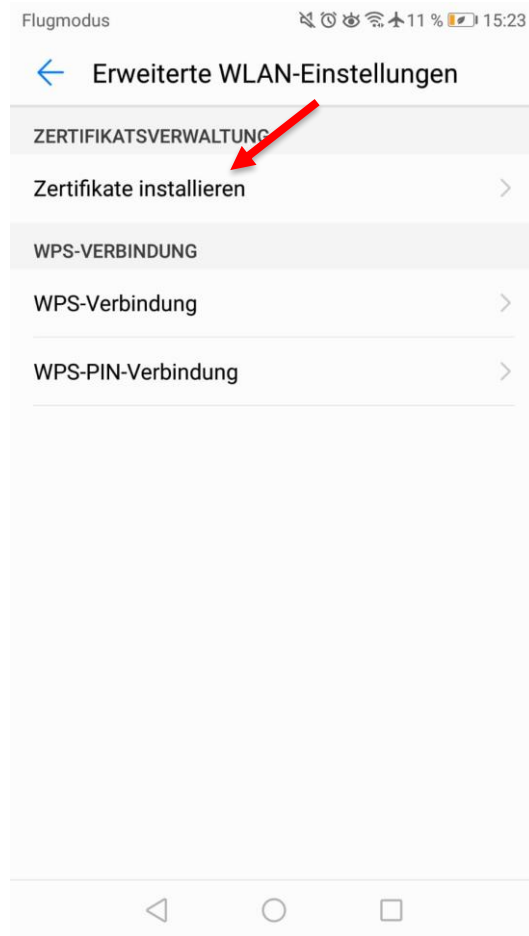 Flugmodus 11 % 15:23
Erweiterte WLAN-Einstellungen
ZERTIFIKATSVERWALTUNG
Zertifikate installieren
WPS-VERBINDUNG
WPS-Verbindung
WPS-PIN-Verbindung